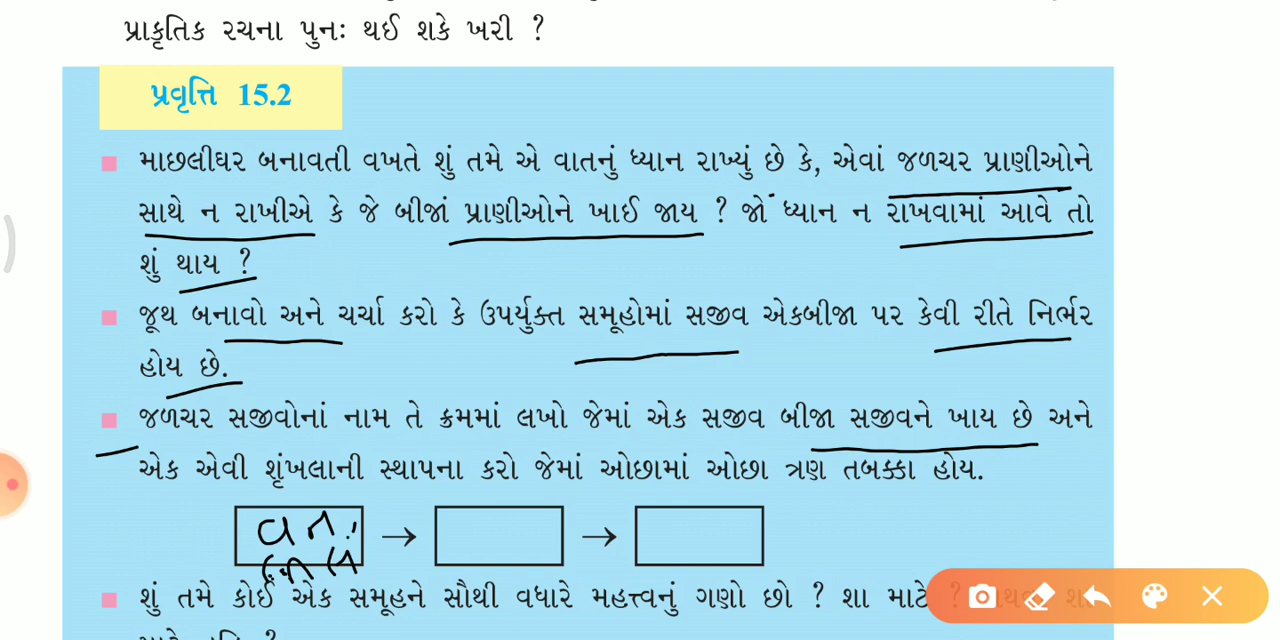 પ્રાકૃતિક રચના પુનઃ થઈ શકે ખરી ?
પ્રવૃત્તિ 15.2
માછલીઘર બનાવતી વખતે શું તમે એ વાતનું ધ્યાન રાખ્યું છે કે, એવાં જળચર પ્રાણીઓને
સાથે ન રાખીએ કે જે બીજાં પ્રાણીઓને ખાઈ જાય ? જો ધ્યાન ન રાખવામાં આવે તો
શું થાય ?
જૂથ બનાવો અને ચર્ચા કરો કે ઉપર્યુક્ત સમૂહોમાં સજીવ એકબીજા પર કેવી રીતે નિર્ભર
હોય છે.
જળચર સજીવોનાં નામ તે ક્રમમાં લખો જેમાં એક સજીવ બીજા સજીવને ખાય છે અને
એક એવી શૃંખલાની સ્થાપના કરો જેમાં ઓછામાં ઓછા ત્રણ તબક્કા હોય.
→ →
શું તમે કોઈ એક સમૂહને સૌથી વધારે મહત્ત્વનું ગણો છો ? શા માટે ?